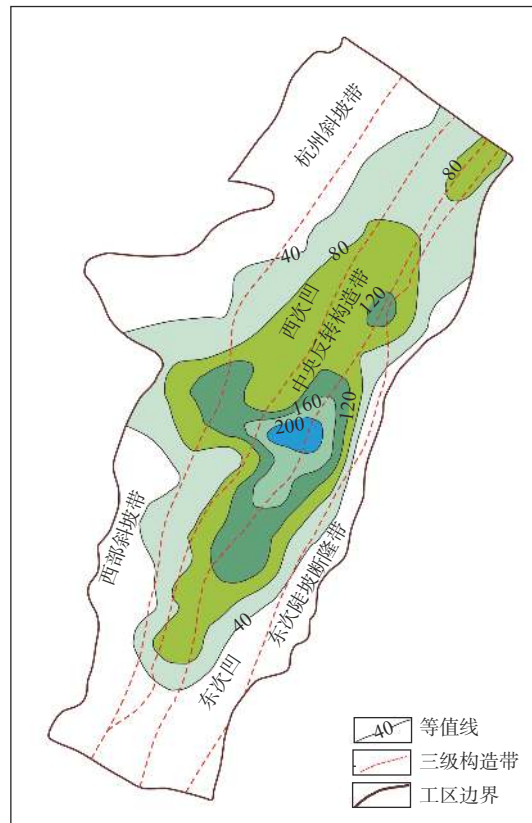 杭州斜坡带
80
40
80
西次凹
120
中央反转构造带
160
120
200
西部斜坡带
东次陡坡断隆带
40
东次凹
40 等值线
三级构造带
工区边界